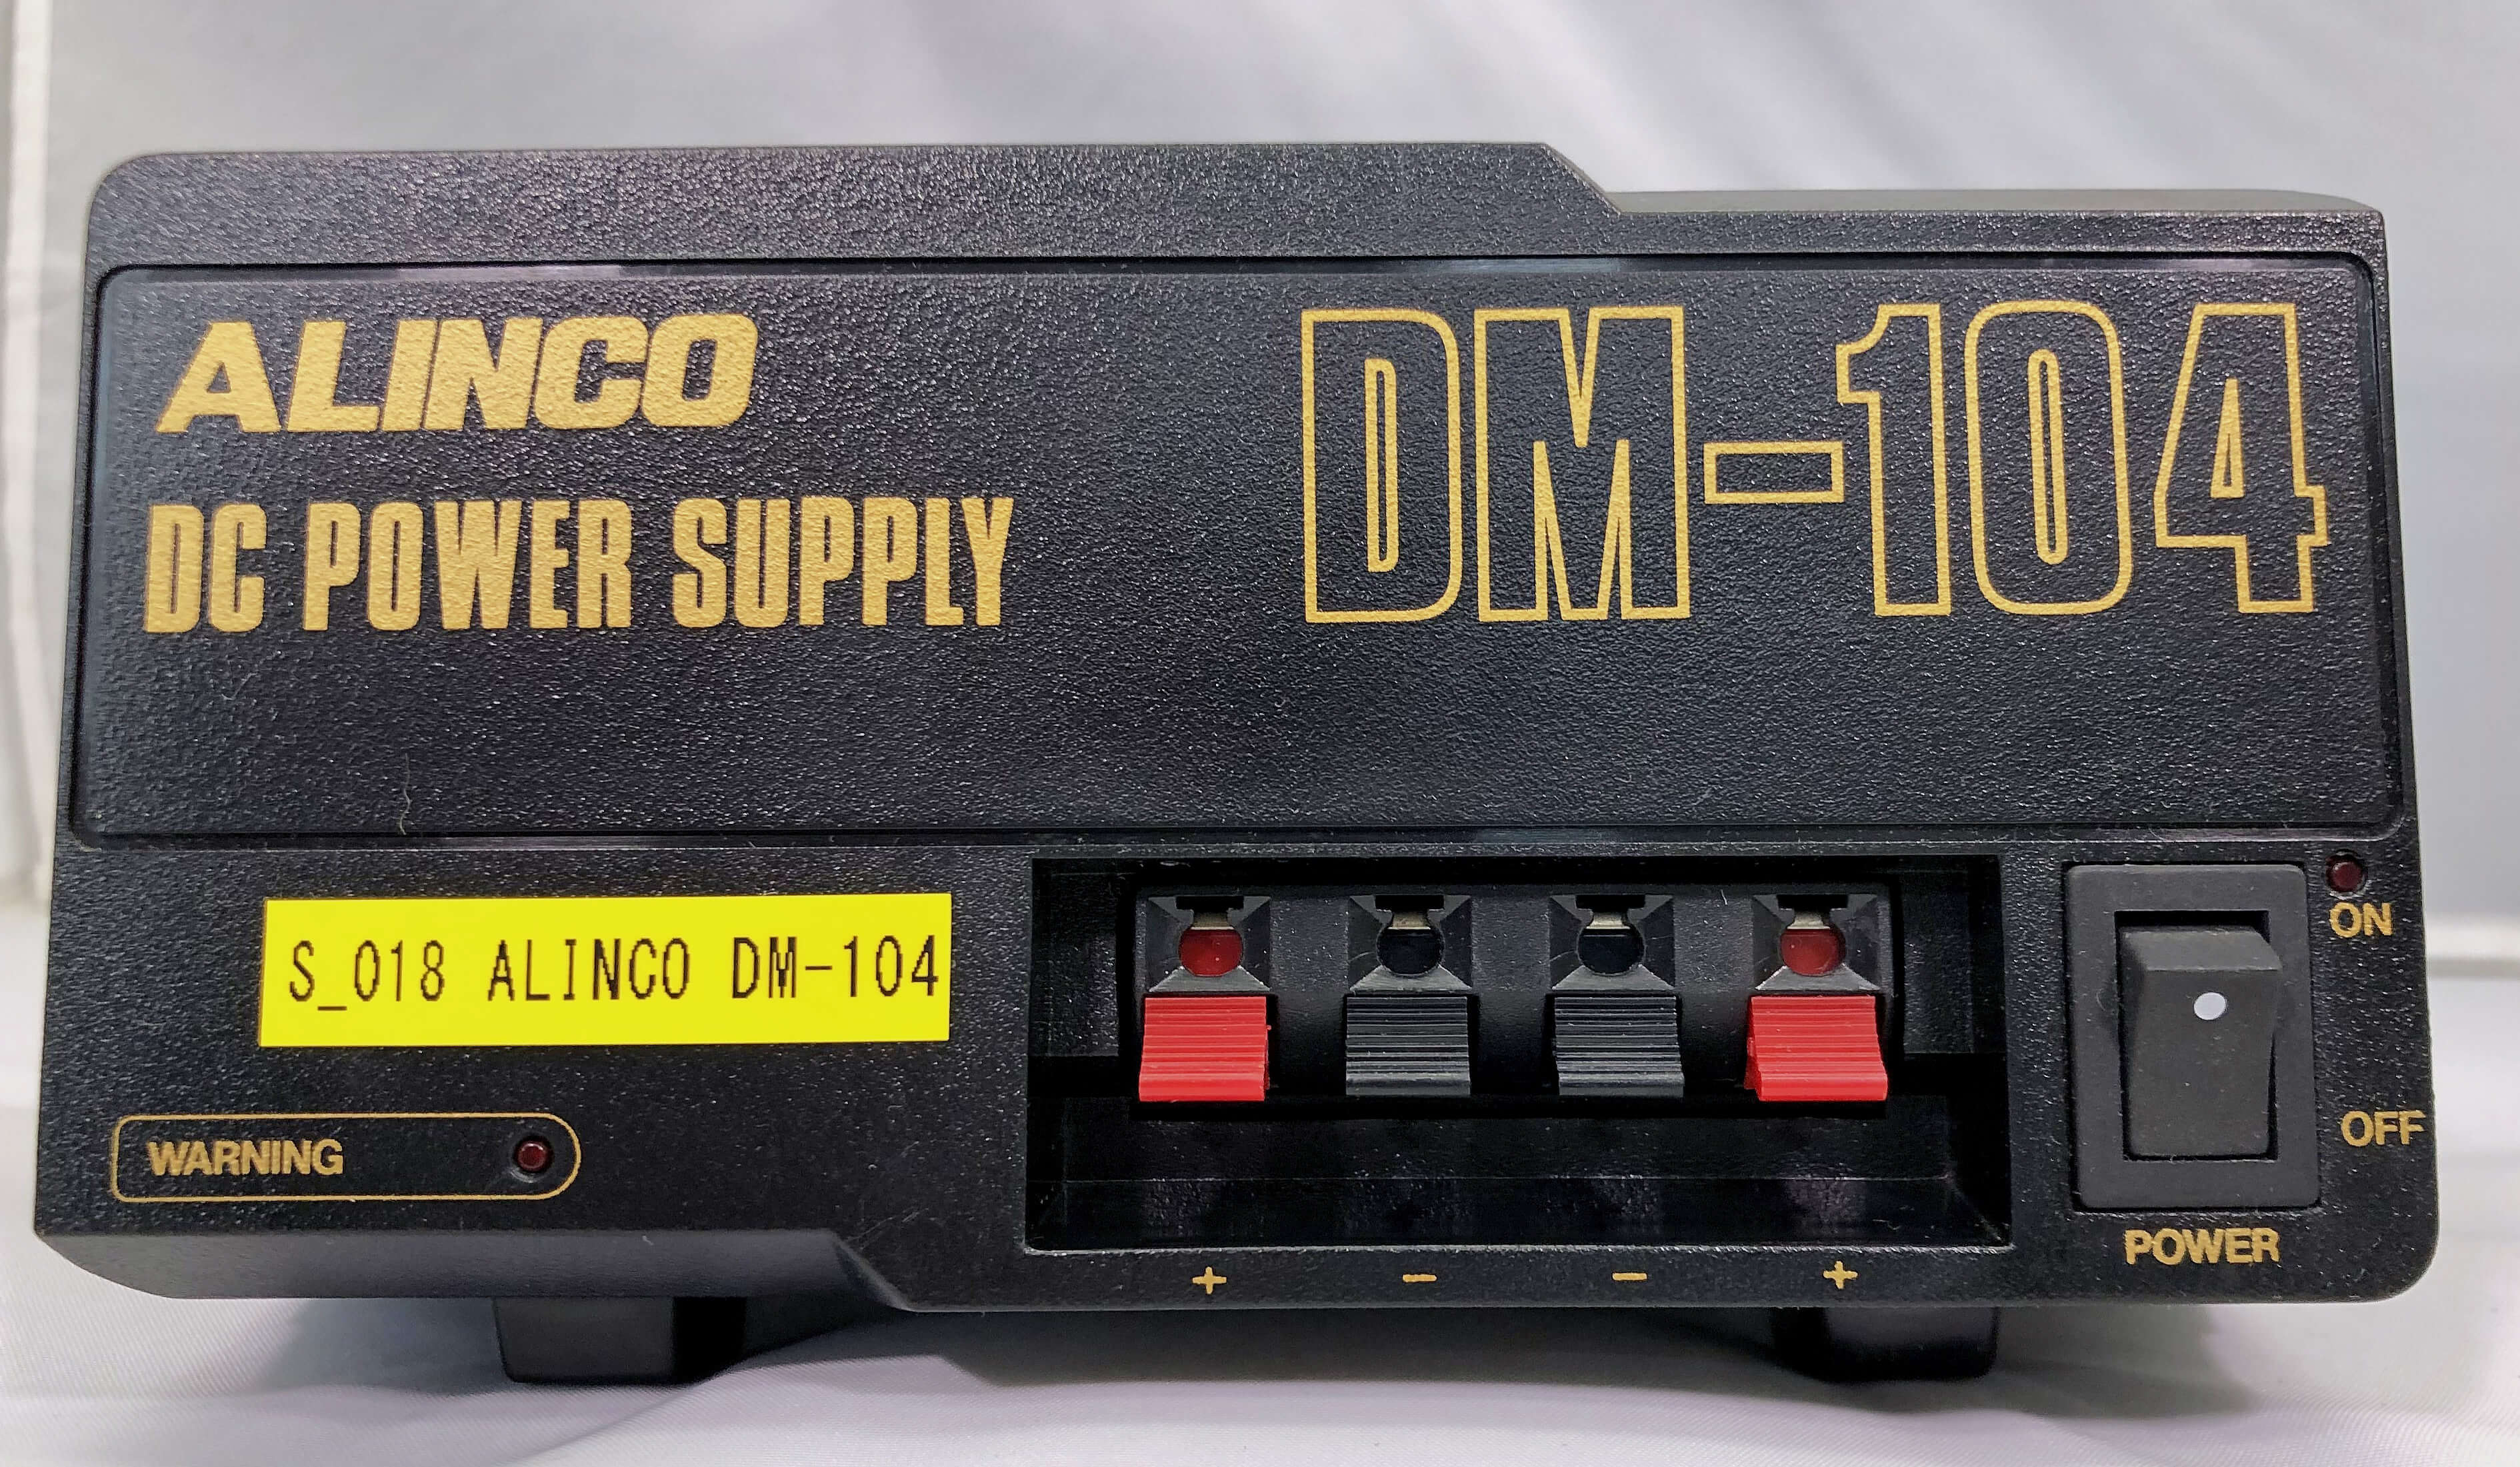 ALINCO
DC POWER SUPPLY
DM-104
S_018 ALINCO DM-104
WARNING
ON
OFF
POWER
+ − − +